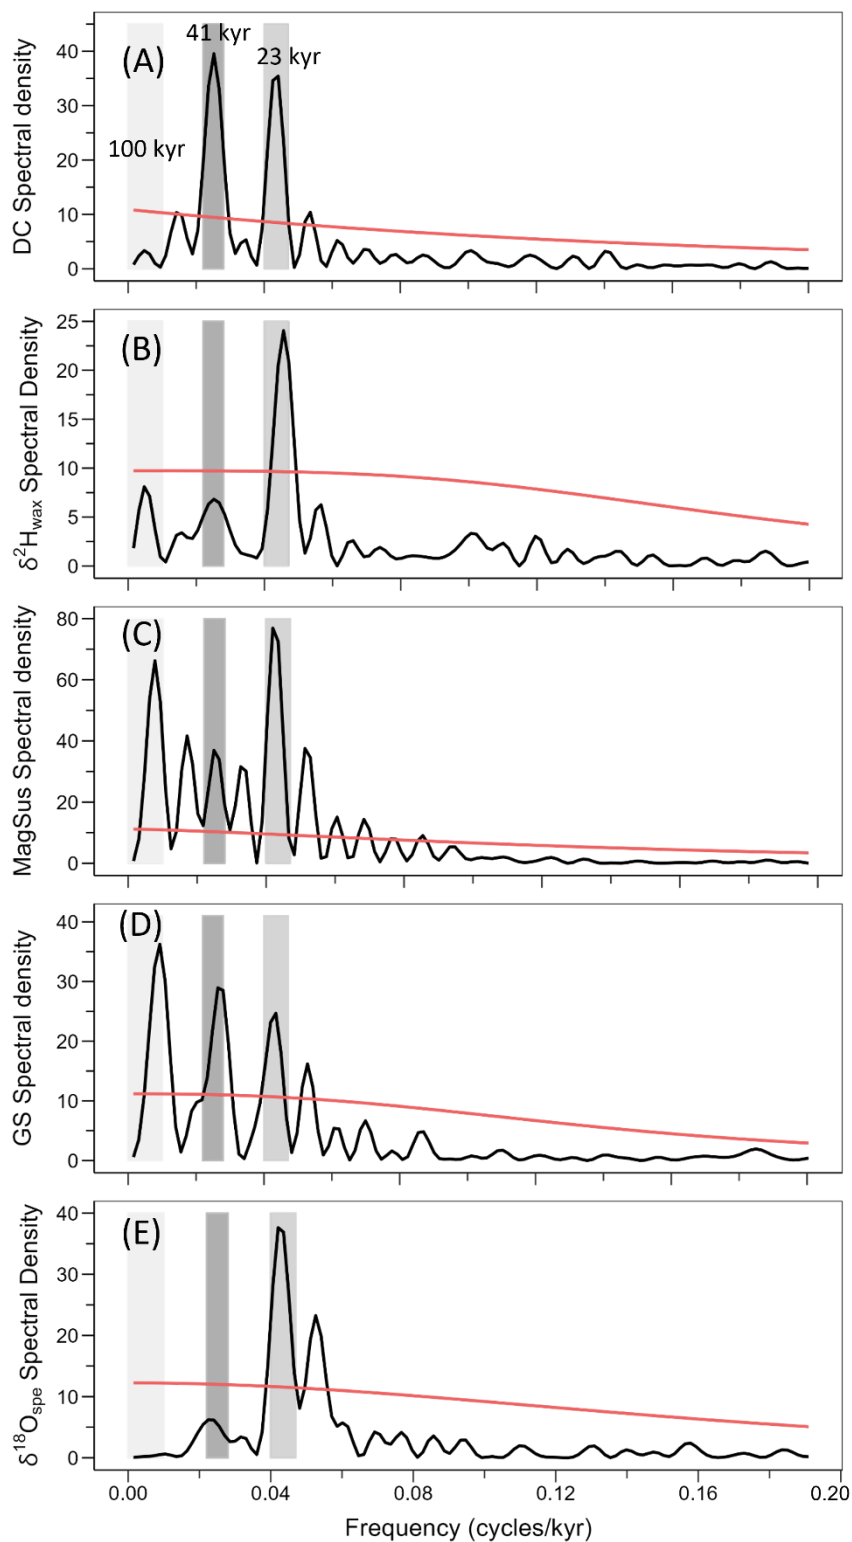 (A)
41 kyr
23 kyr
100 kyr
DC Spectral density
40
30
20
10
0
(B)
δ²H_wax Spectral Density
25
20
15
10
5
0
(C)
MagSus Spectral density
80
60
40
20
0
(D)
GS Spectral density
40
30
20
10
0
(E)
δ¹⁸O_spe Spectral Density
40
30
20
10
0
0.00 0.04 0.08 0.12 0.16 0.20
Frequency (cycles/kyr)